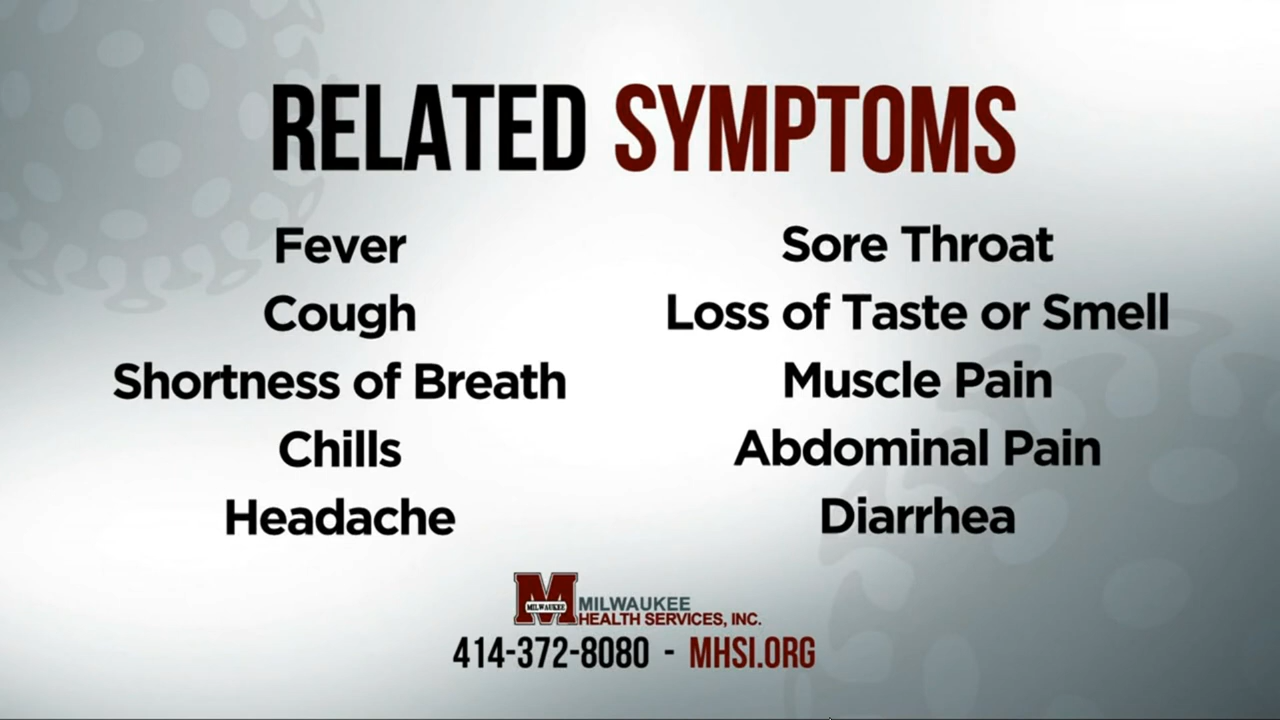 RELATED SYMPTOMS
Fever
Cough
Shortness of Breath
Chills
Headache
Sore Throat
Loss of Taste or Smell
Muscle Pain
Abdominal Pain
Diarrhea
M
MILWAUKEE
MILWAUKEE
HEALTH SERVICES, INC.
414-372-8080 - MHSI.ORG